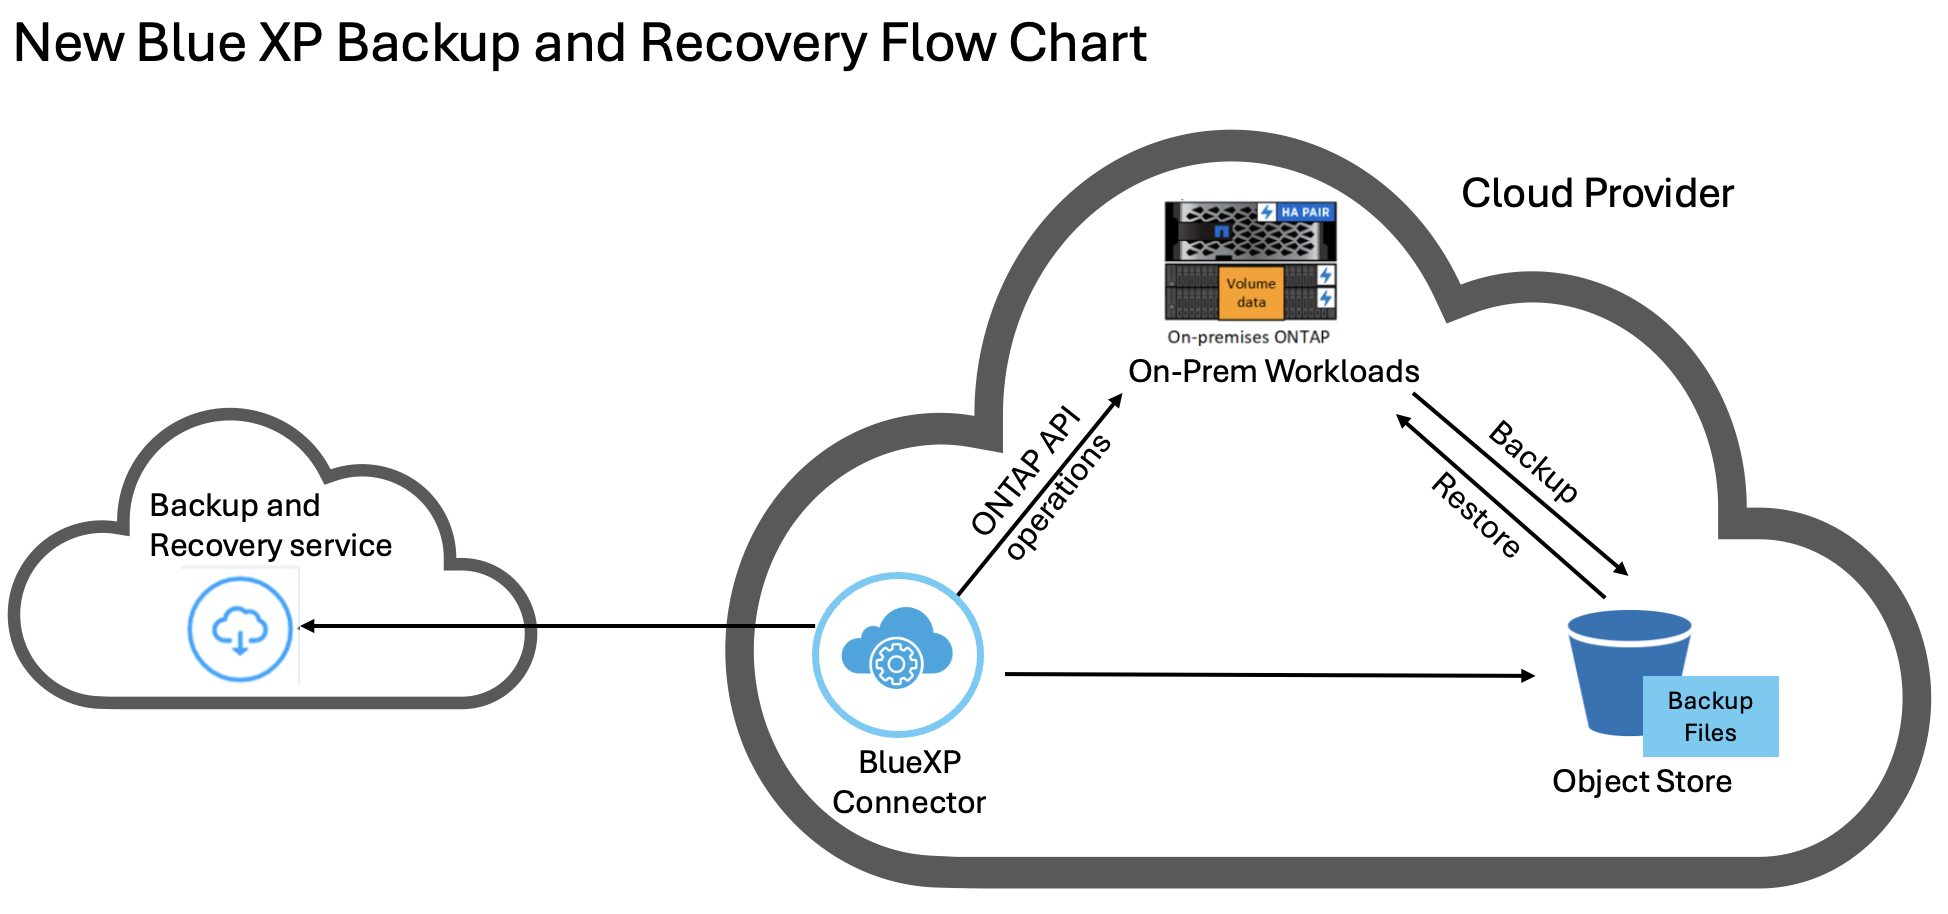 New Blue XP Backup and Recovery Flow Chart
Cloud Provider
HA PAIR
Volume
data
On-premises ONTAP
On-Prem Workloads
ONTAP API
operations
Backup
Restore
Backup and
Recovery service
BlueXP
Connector
Backup
Files
Object Store